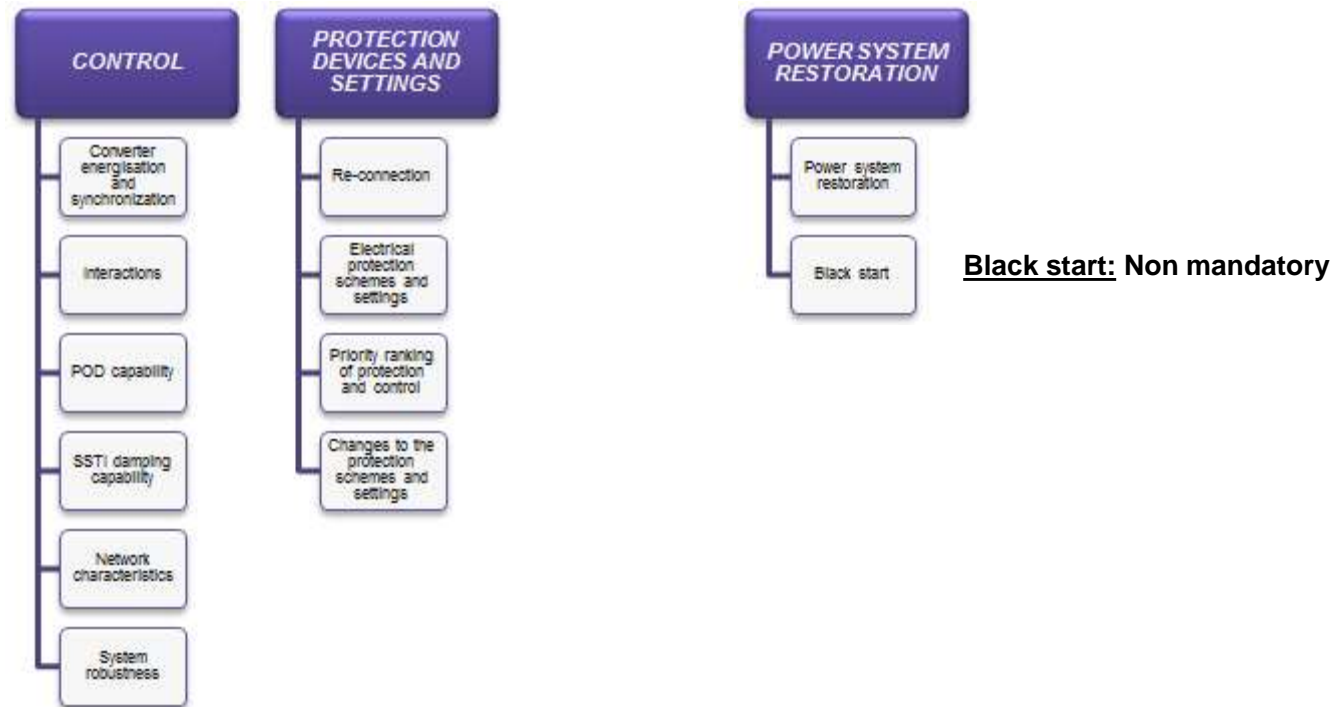 CONTROL
Converter
energisation
and
synchronization
Interactions
POD capability
SSTI damping
capability
Network
characteristics
System
robustness
PROTECTION
DEVICES AND
SETTINGS
Re-connection
Electrical
protection
schemes and
settings
Priority ranking
of protection
and control
Changes to the
protection
schemes and
settings
POWER SYSTEM
RESTORATION
Power system
restoration
Black start
Black start: Non mandatory